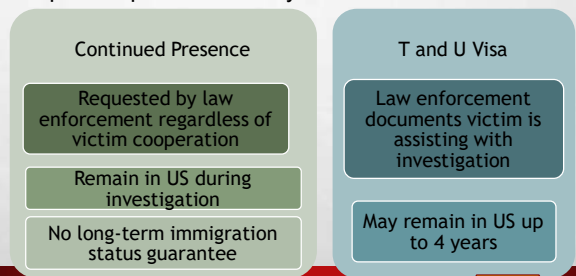 Continued Presence
Requested by law
enforcement regardless of
victim cooperation
Remain in US during
investigation
No long-term immigration
status guarantee
T and U Visa
Law enforcement
documents victim is
assisting with
investigation
May remain in US up
to 4 years